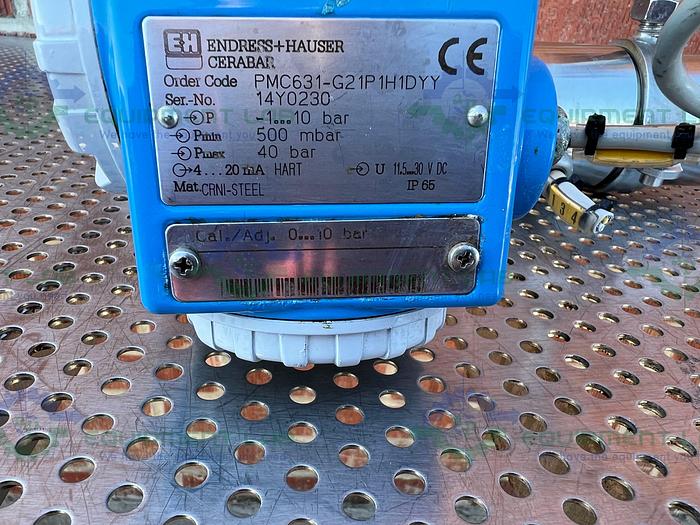 EH ENDRESS+HAUSER
CERABAR
CE
Order Code PMC631-G21P1H1DYY
Ser.-No. 14Y0230
P -1...10 bar
Pmin 500 mbar
Pmax 40 bar
4...20 mA HART U 11.5...30 V DC
Mat. CRNI-STEEL IP 65
Cal./Adj. 0...10 bar
134